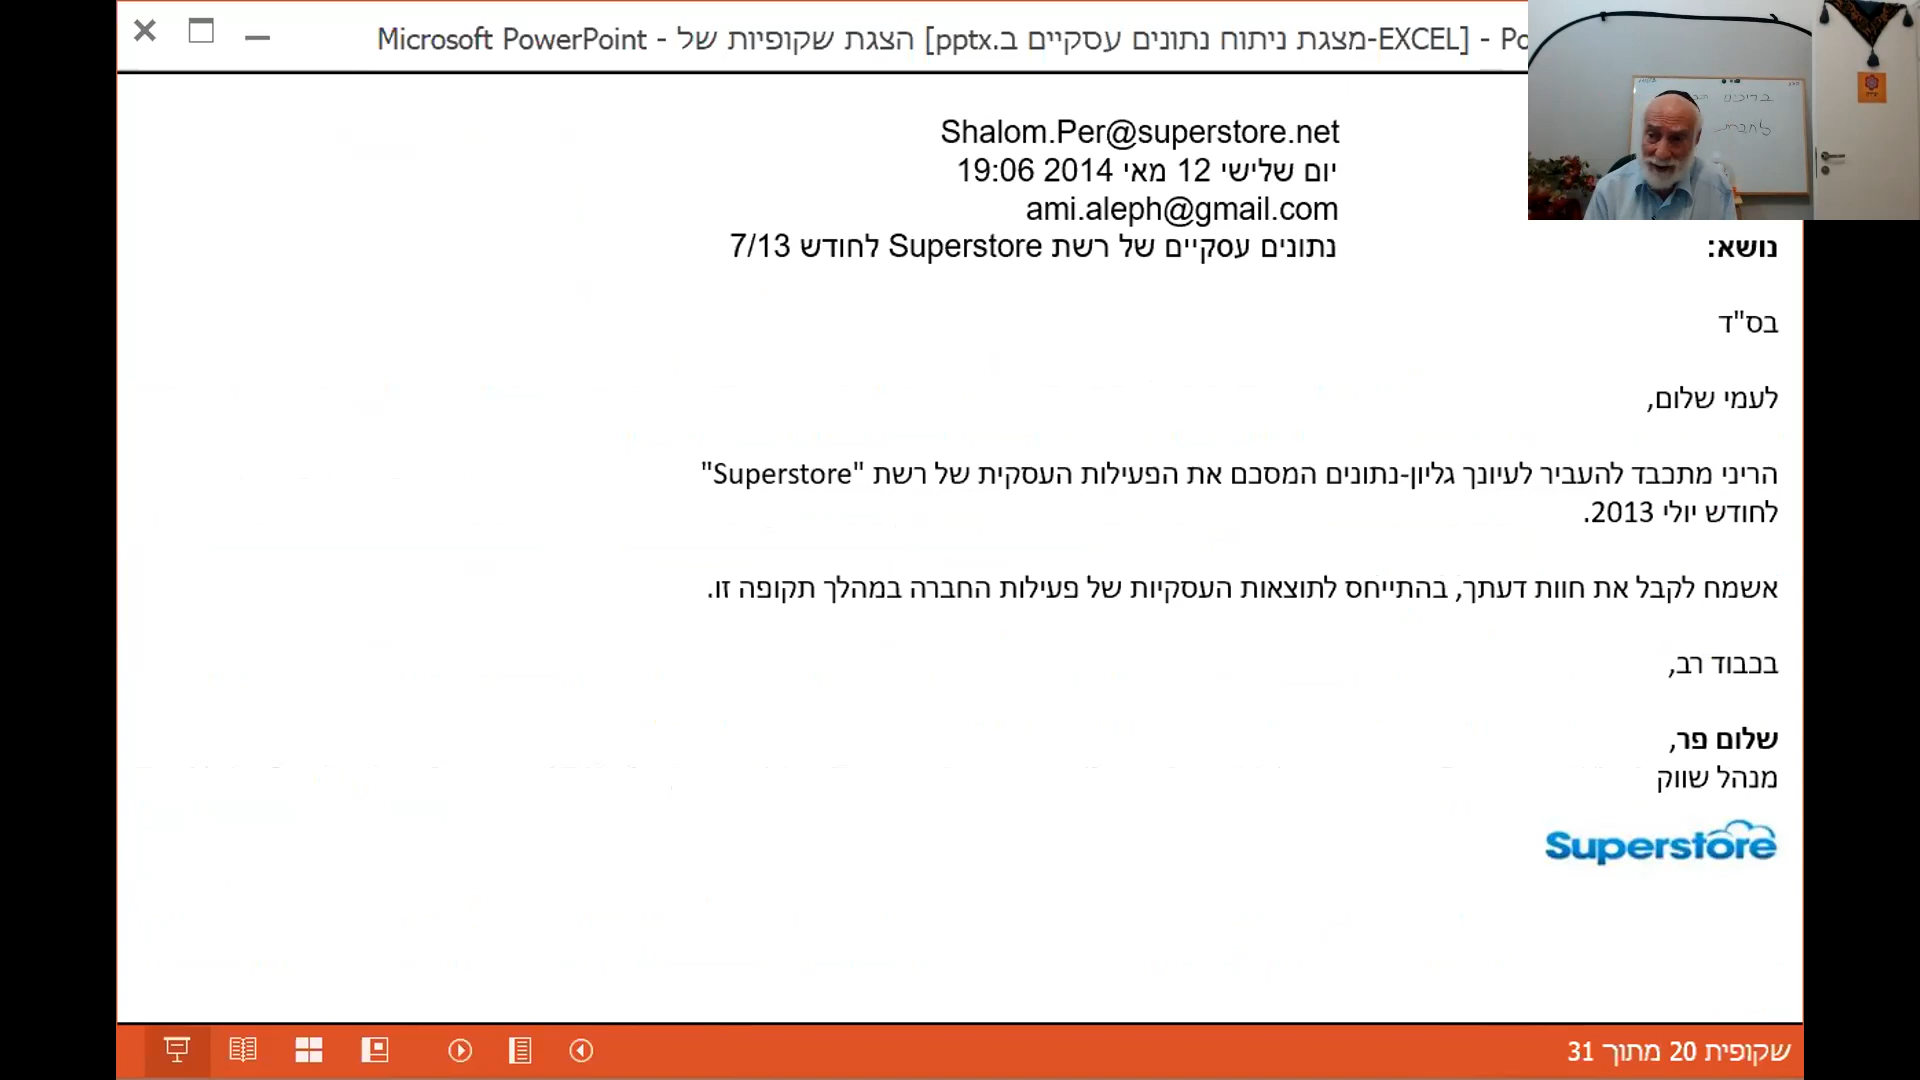 Microsoft PowerPoint - הצגת שקופיות של [pptx.מצגת ניתוח נתונים עסקיים ב-EXCEL] - Po
Shalom.Per@superstore.net
יום שלישי 12 מאי 2014 19:06
ami.aleph@gmail.com
נושא: נתונים עסקיים של רשת Superstore לחודש 7/13
בס"ד
לעמי שלום,
הריני מתכבד להעביר לעיונך גליון-נתונים המסכם את הפעילות העסקית של רשת "Superstore"
לחודש יולי 2013.
אשמח לקבל את חוות דעתך, בהתייחס לתוצאות העסקיות של פעילות החברה במהלך תקופה זו.
בכבוד רב,
שלום פר,
מנהל שווק
Superstore
שקופית 20 מתוך 31